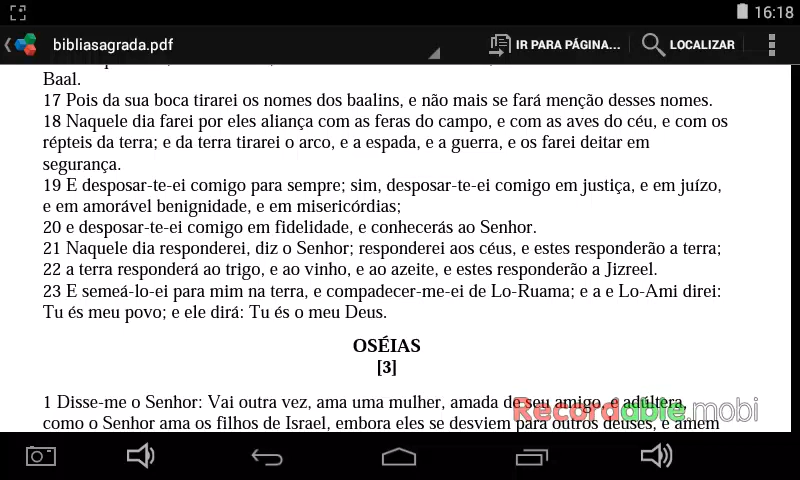 16:18
bibliasagrada.pdf
IR PARA PÁGINA...
LOCALIZAR
Baal.
17 Pois da sua boca tirarei os nomes dos baalins, e não mais se fará menção desses nomes.
18 Naquele dia farei por eles aliança com as feras do campo, e com as aves do céu, e com os
répteis da terra; e da terra tirarei o arco, e a espada, e a guerra, e os farei deitar em
segurança.
19 E desposar-te-ei comigo para sempre; sim, desposar-te-ei comigo em justiça, e em juízo,
e em amorável benignidade, e em misericórdias;
20 e desposar-te-ei comigo em fidelidade, e conhecerás ao Senhor.
21 Naquele dia responderei, diz o Senhor; responderei aos céus, e estes responderão a terra;
22 a terra responderá ao trigo, e ao vinho, e ao azeite, e estes responderão a Jizreel.
23 E semeá-lo-ei para mim na terra, e compadecer-me-ei de Lo-Ruama; e a e Lo-Ami direi:
Tu és meu povo; e ele dirá: Tu és o meu Deus.
OSÉIAS
[3]
1 Disse-me o Senhor: Vai outra vez, ama uma mulher, amada de seu amigo, e adúltera,
como o Senhor ama os filhos de Israel, embora eles se desviem para outros deuses, e amem
Recordable.mobi